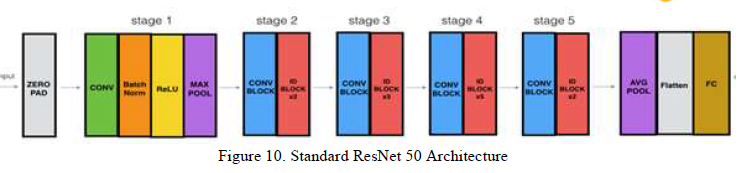 stage 1
stage 2
stage 3
stage 4
stage 5
ZERO
PAD
CONV
Batch
Norm
ReLU
MAX
POOL
CONV
BLOCK
ID
BLOCK
x2
CONV
BLOCK
ID
BLOCK
x3
CONV
BLOCK
ID
BLOCK
x5
CONV
BLOCK
ID
BLOCK
x2
AVG
POOL
Flatten
FC
Figure 10. Standard ResNet 50 Architecture